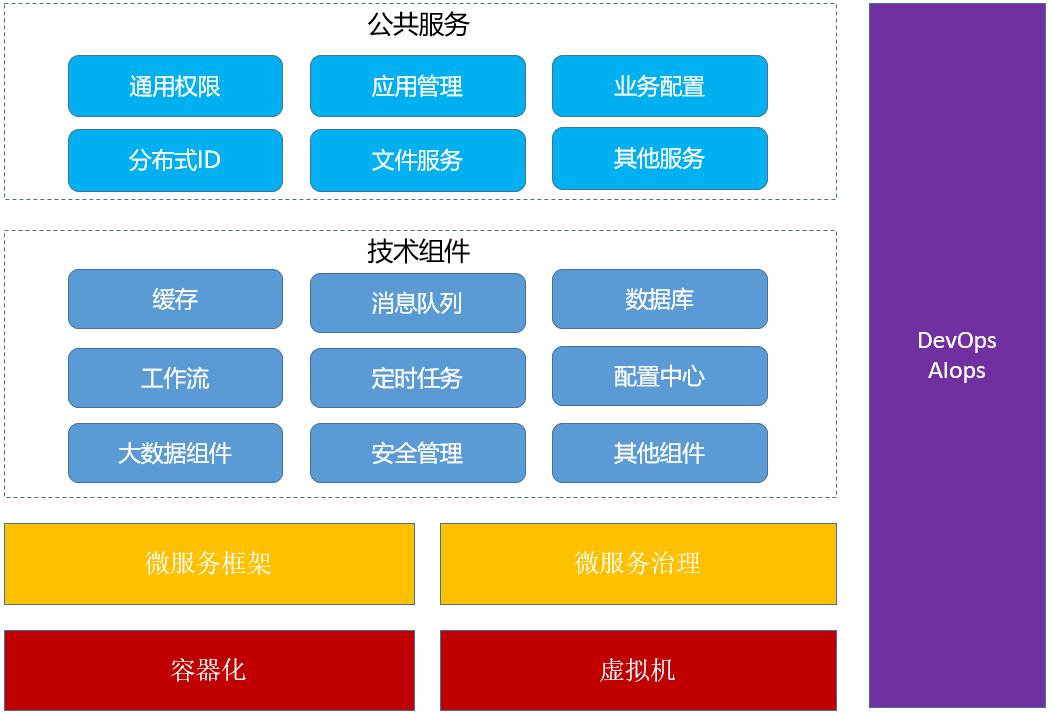 公共服务
通用权限
应用管理
业务配置
分布式ID
文件服务
其他服务
技术组件
缓存
消息队列
数据库
工作流
定时任务
配置中心
大数据组件
安全管理
其他组件
微服务框架
微服务治理
容器化
虚拟机
DevOps
AIops